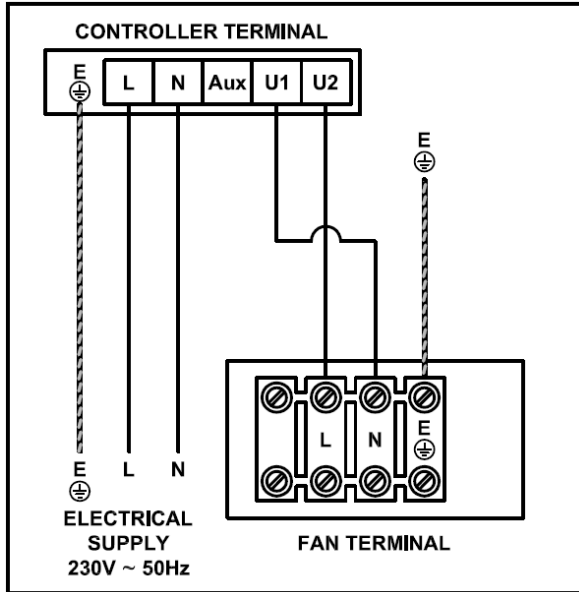 CONTROLLER TERMINAL
E
L N Aux U1 U2
E
L N E
E L N
ELECTRICAL
SUPPLY
230V ~ 50Hz
FAN TERMINAL